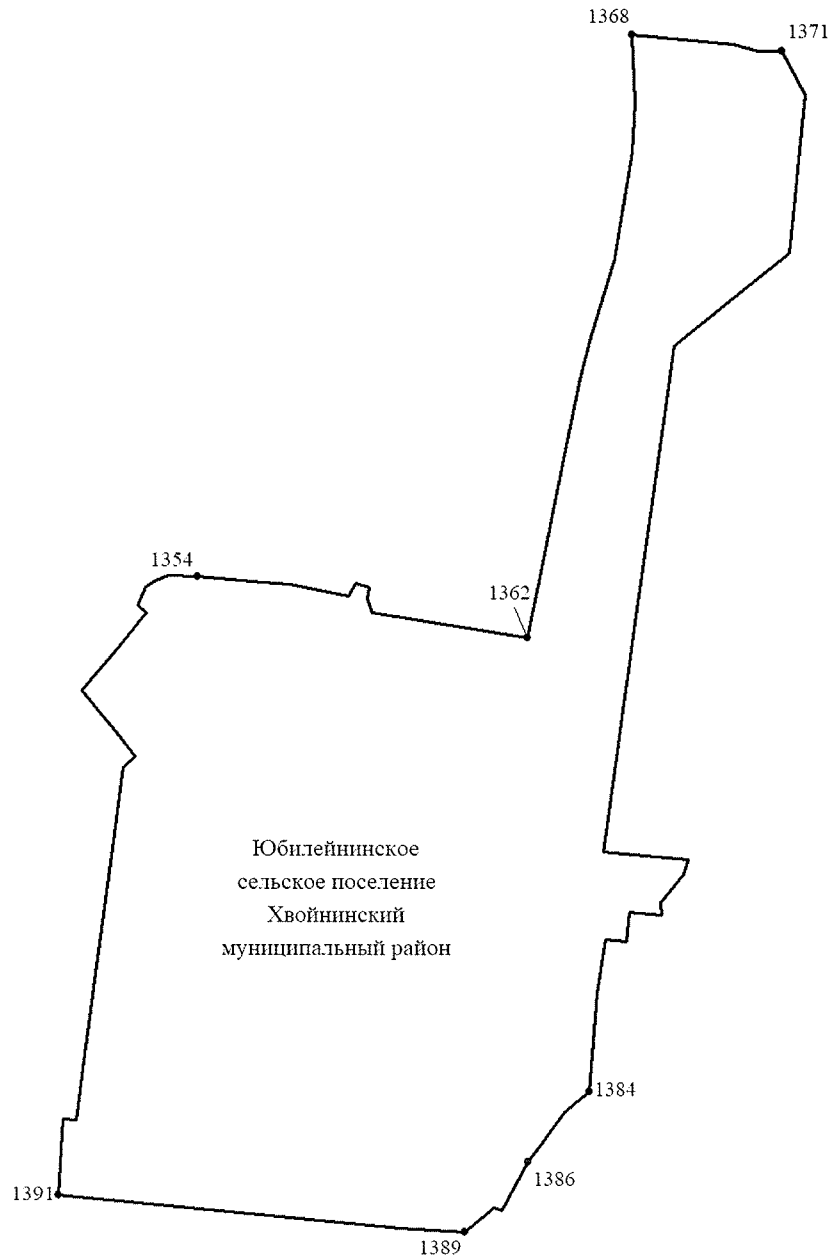 1368
1371
1354
1362
Юбилейнинское
сельское поселение
Хвойнинский
муниципальный район
1384
1386
1391
1389